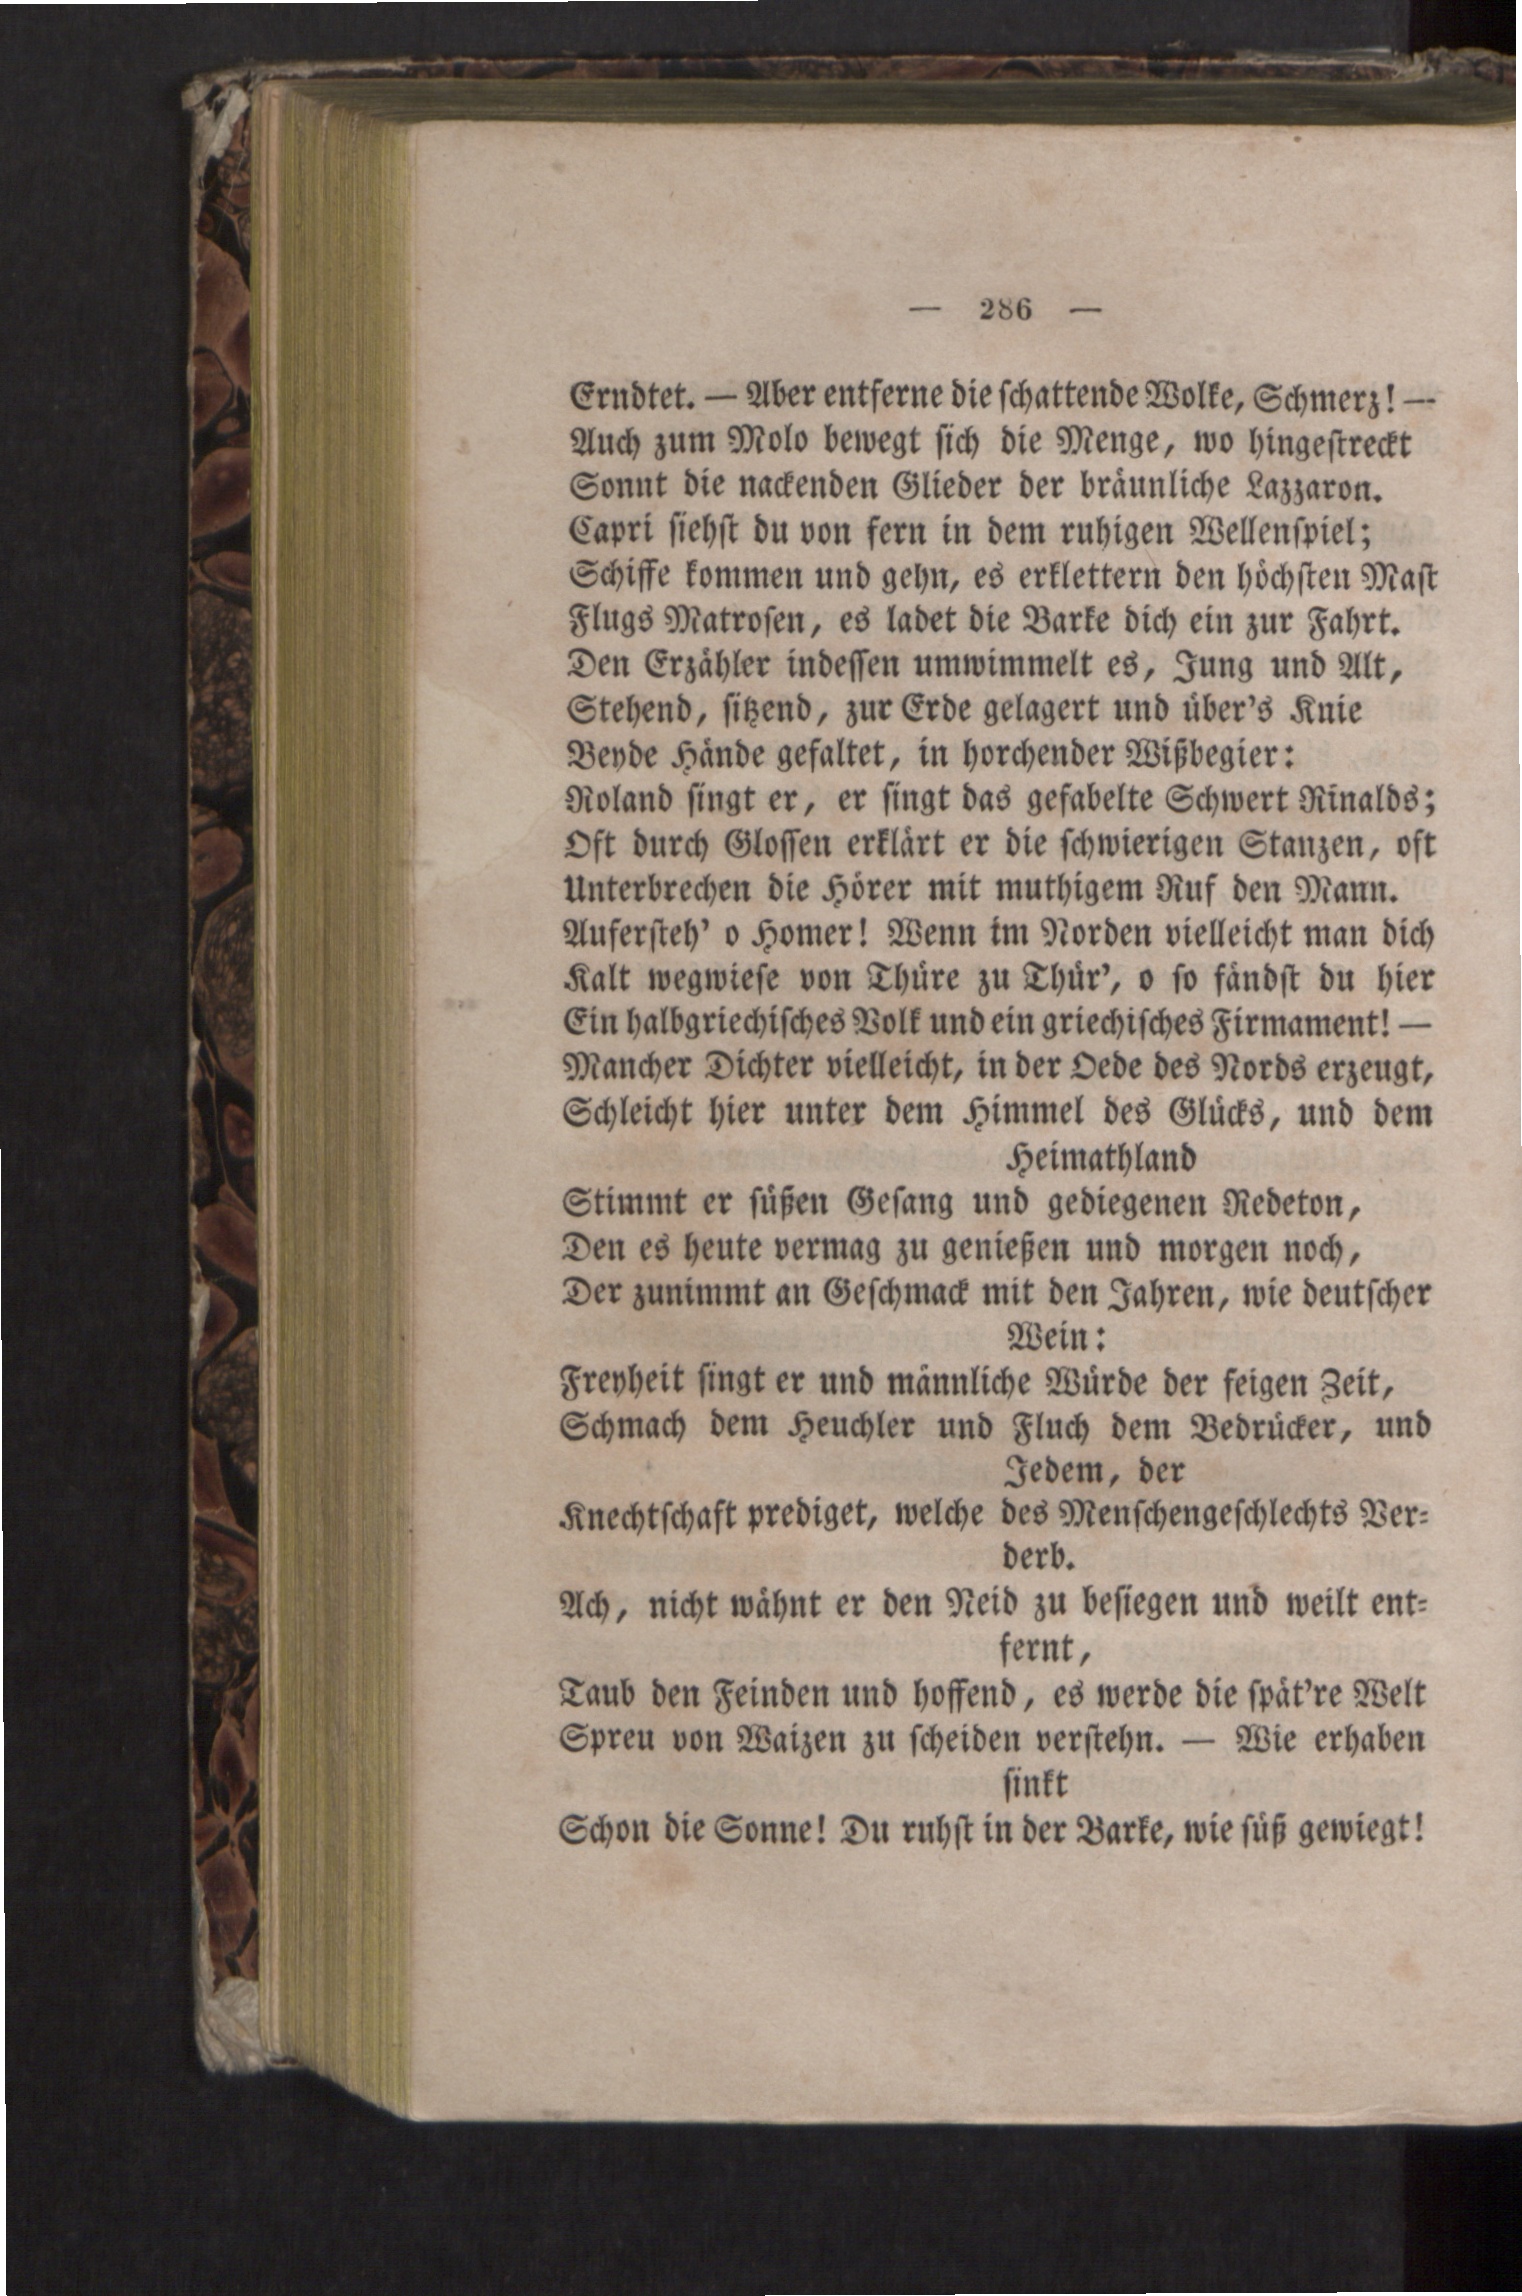 — 286 —
Erndtet. — Aber entferne die schattende Wolke, Schmerz! —
Auch zum Molo bewegt sich die Menge, wo hingestreckt
Sonnt die nackenden Glieder der bräunliche Lazzaron.
Capri siehst du von fern in dem ruhigen Wellenspiel;
Schiffe kommen und gehn, es erklettern den höchsten Mast
Flugs Matrosen, es ladet die Barke dich ein zur Fahrt.
Den Erzähler indessen umwimmelt es, Jung und Alt,
Stehend, sitzend, zur Erde gelagert und über's Knie
Beyde Hände gefaltet, in horchender Wißbegier:
Roland singt er, er singt das gefabelte Schwert Rinalds;
Oft durch Glossen erklärt er die schwierigen Stanzen, oft
Unterbrechen die Hörer mit muthigem Ruf den Mann.
Aufersteh' o Homer! Wenn im Norden vielleicht man dich
Kalt wegwiese von Thüre zu Thür', o so fändst du hier
Ein halbgriechisches Volk und ein griechisches Firmament! —
Mancher Dichter vielleicht, in der Oede des Nords erzeugt,
Schleicht hier unter dem Himmel des Glücks, und dem
Heimathland
Stimmt er süßen Gesang und gediegenen Redeton,
Den es heute vermag zu genießen und morgen noch,
Der zunimmt an Geschmack mit den Jahren, wie deutscher
Wein:
Freyheit singt er und männliche Würde der feigen Zeit,
Schmach dem Heuchler und Fluch dem Bedrücker, und
Jedem, der
Knechtschaft prediget, welche des Menschengeschlechts Ver-
derb.
Ach, nicht wähnt er den Neid zu besiegen und weilt ent-
fernt,
Taub den Feinden und hoffend, es werde die spät're Welt
Spreu von Waizen zu scheiden verstehn. — Wie erhaben
sinkt
Schon die Sonne! Du ruhst in der Barke, wie süß gewiegt!